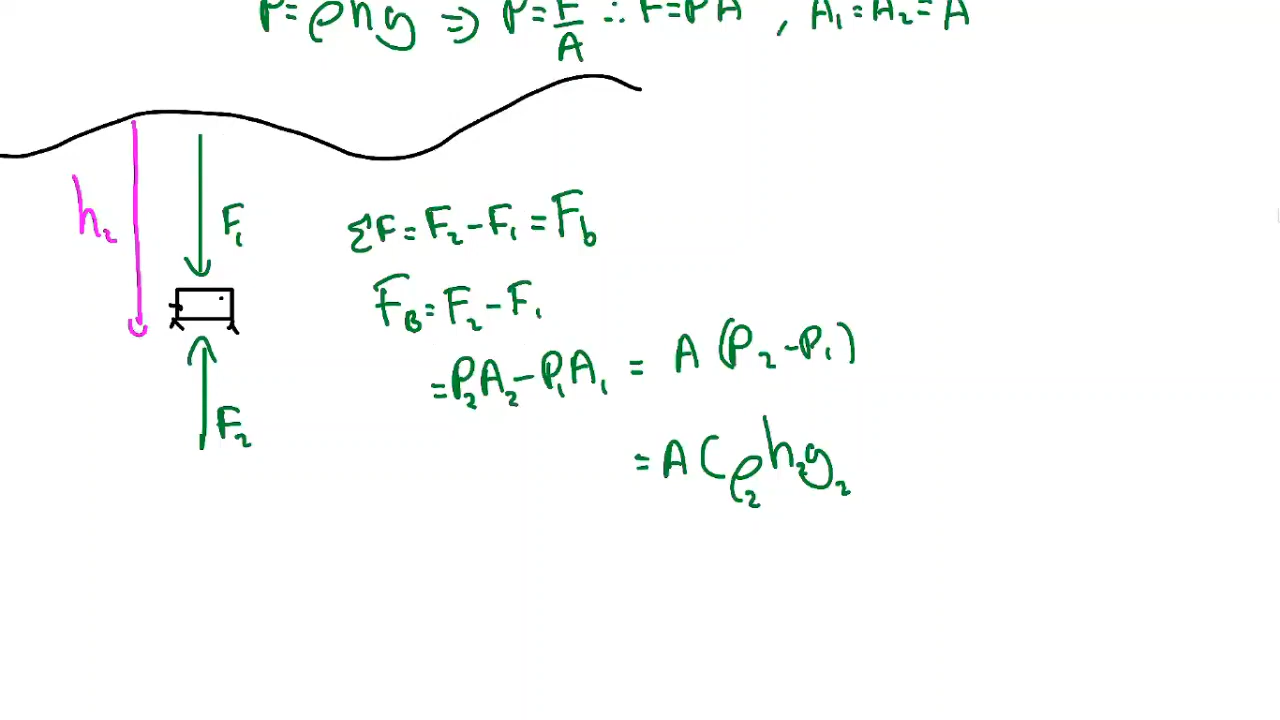 P=ρhg ⇒ P=F/A ∴ F=PA , A₁=A₂=A
h₂
F₁
ΣF=F₂-F₁=F_b
F_B=F₂-F₁
=P₂A₂-P₁A₁ = A(P₂-P₁)
F₂
=A(ρ₂h₂g₂